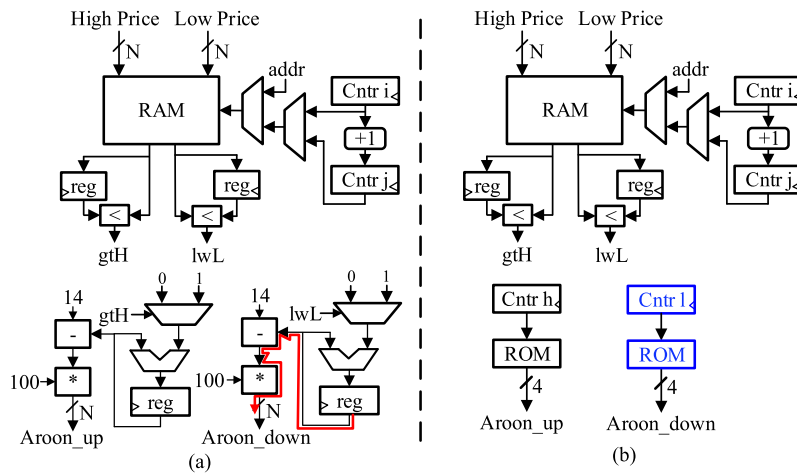 High Price Low Price
N N
addr
RAM
Cntr i
+1
Cntr j
reg reg
< <
gtH lwL
0 1
14
gtH
-
100
*
reg
N
Aroon_up
0 1
14
lwL
-
100
*
reg
N
Aroon_down
(a)
High Price Low Price
N N
addr
RAM
Cntr i
+1
Cntr j
reg reg
< <
gtH lwL
Cntr h Cntr l
ROM ROM
4 4
Aroon_up Aroon_down
(b)